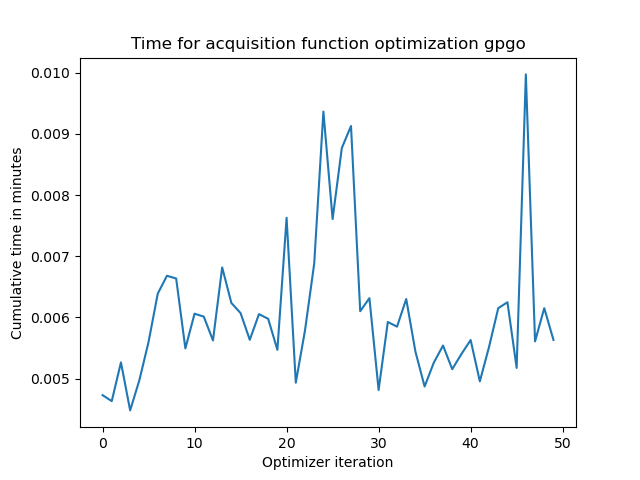 Time for acquisition function optimization gpgo
0.010
0.009
0.008
0.007
0.006
0.005
Cumulative time in minutes
0 10 20 30 40 50
Optimizer iteration